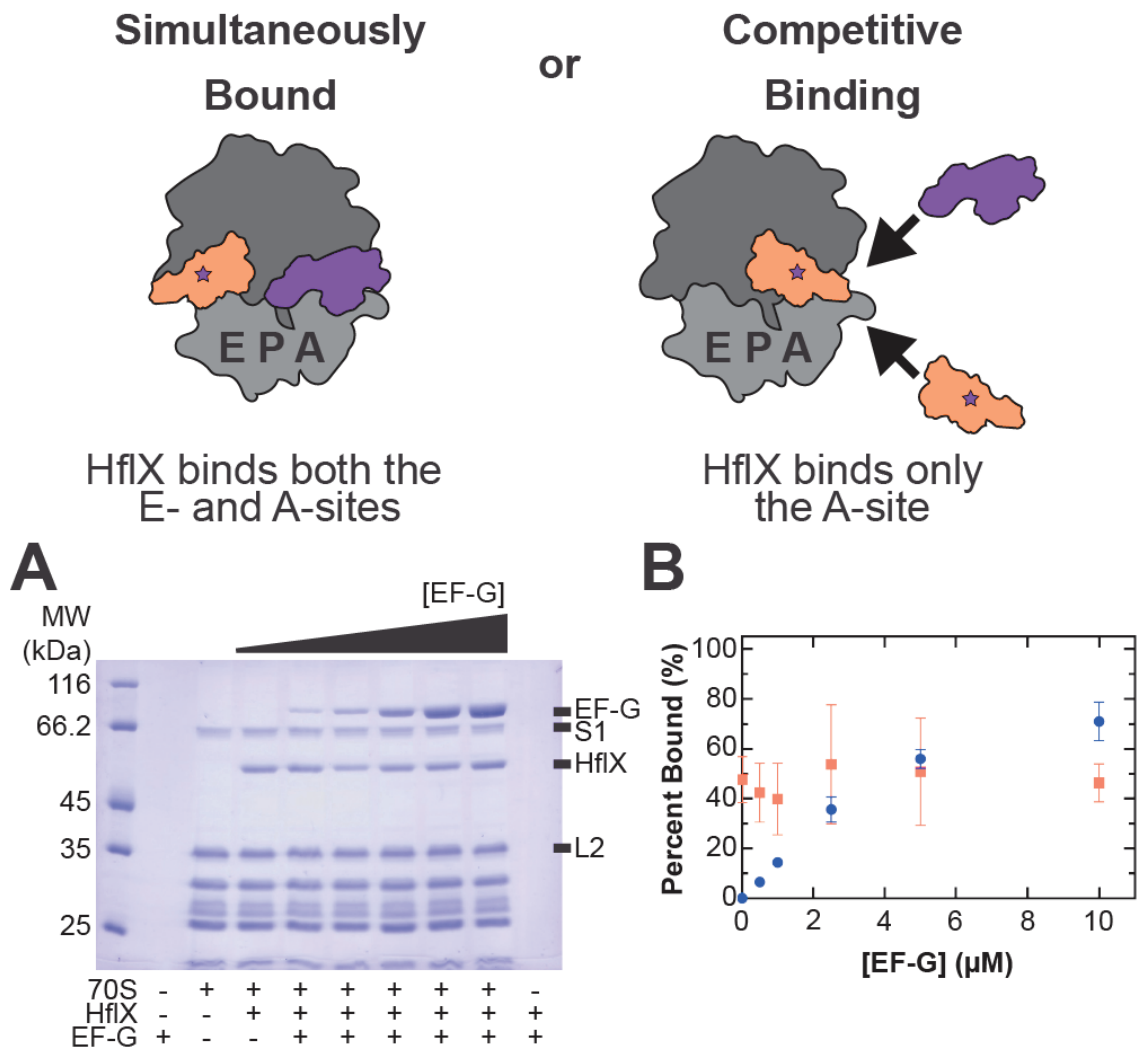 Simultaneously
Bound
or
Competitive
Binding
E P A
E P A
HflX binds both the
E- and A-sites
HflX binds only
the A-site
A
[EF-G]
MW
(kDa)
116
66.2
45
35
25
EF-G
S1
HflX
L2
70S - + + + + + + + -
HflX - - + + + + + + +
EF-G + - - + + + + + +
B
Percent Bound (%)
100
80
60
40
20
0
0 2 4 6 8 10
[EF-G] (µM)